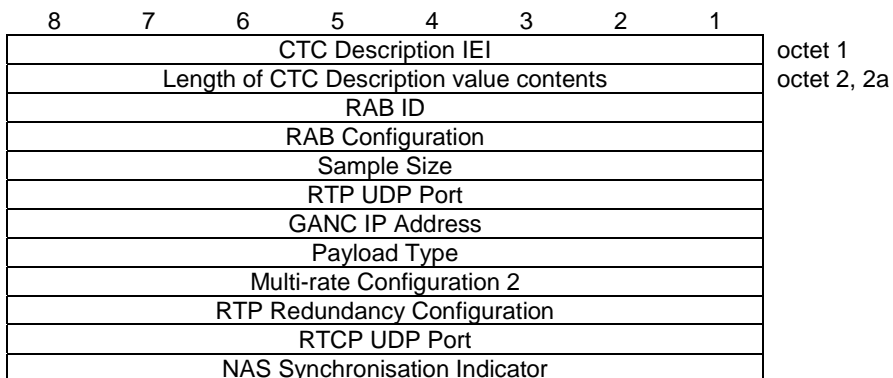 8 7 6 5 4 3 2 1
CTC Description IEI octet 1
Length of CTC Description value contents octet 2, 2a
RAB ID
RAB Configuration
Sample Size
RTP UDP Port
GANC IP Address
Payload Type
Multi-rate Configuration 2
RTP Redundancy Configuration
RTCP UDP Port
NAS Synchronisation Indicator